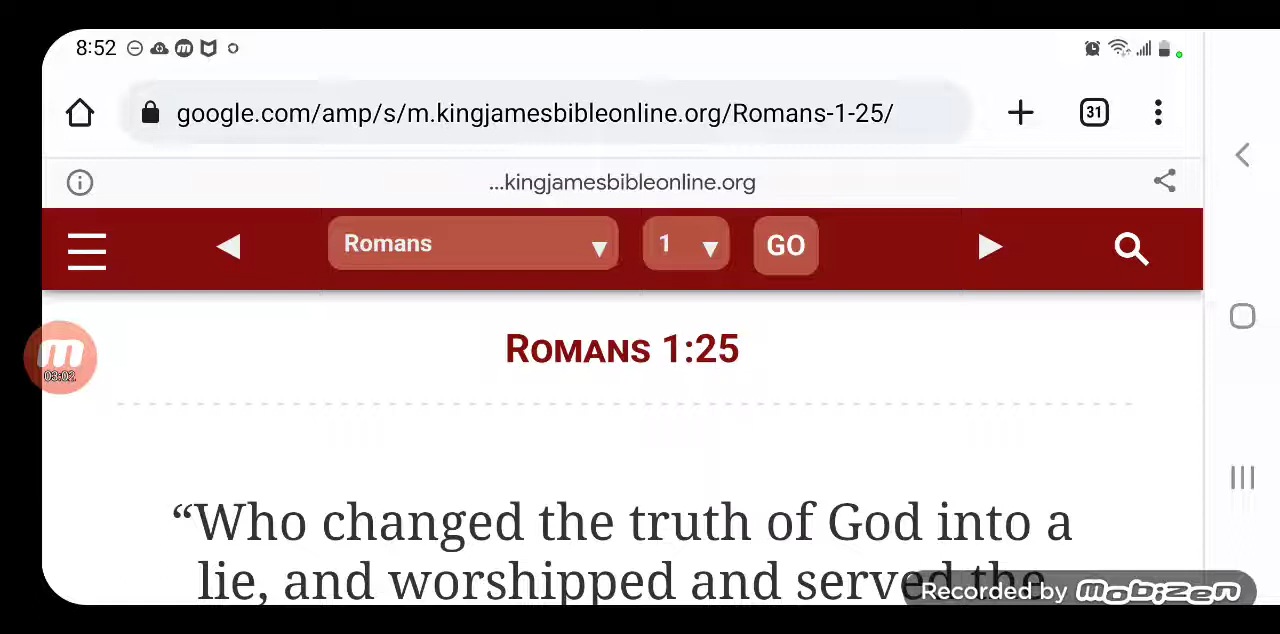 8:52
google.com/amp/s/m.kingjamesbibleonline.org/Romans-1-25/
31
...kingjamesbibleonline.org
Romans 1 GO
m
03:02
ROMANS 1:25
“Who changed the truth of God into a
lie, and worshipped and served the
Recorded by mobizen